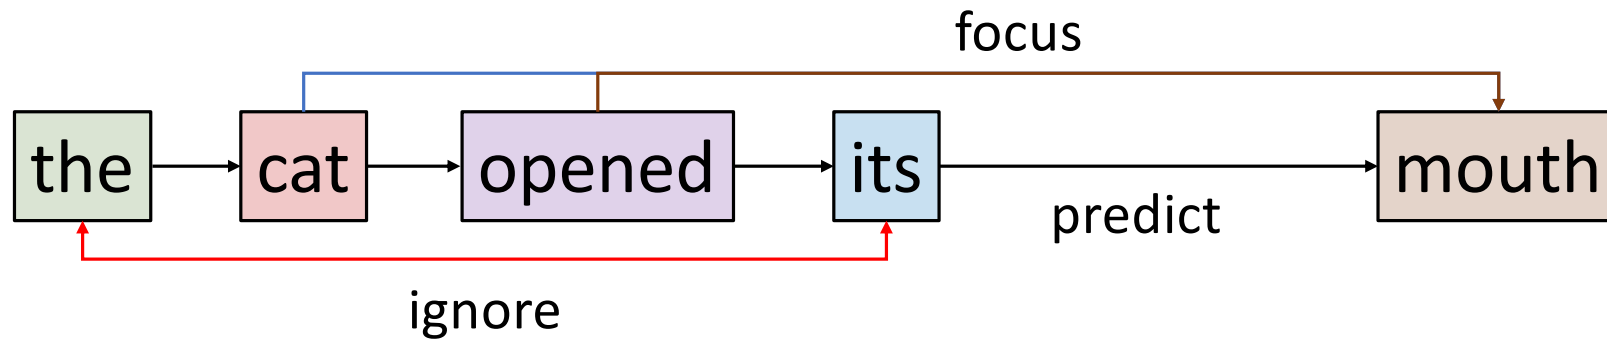 focus
the cat opened its mouth
predict
ignore